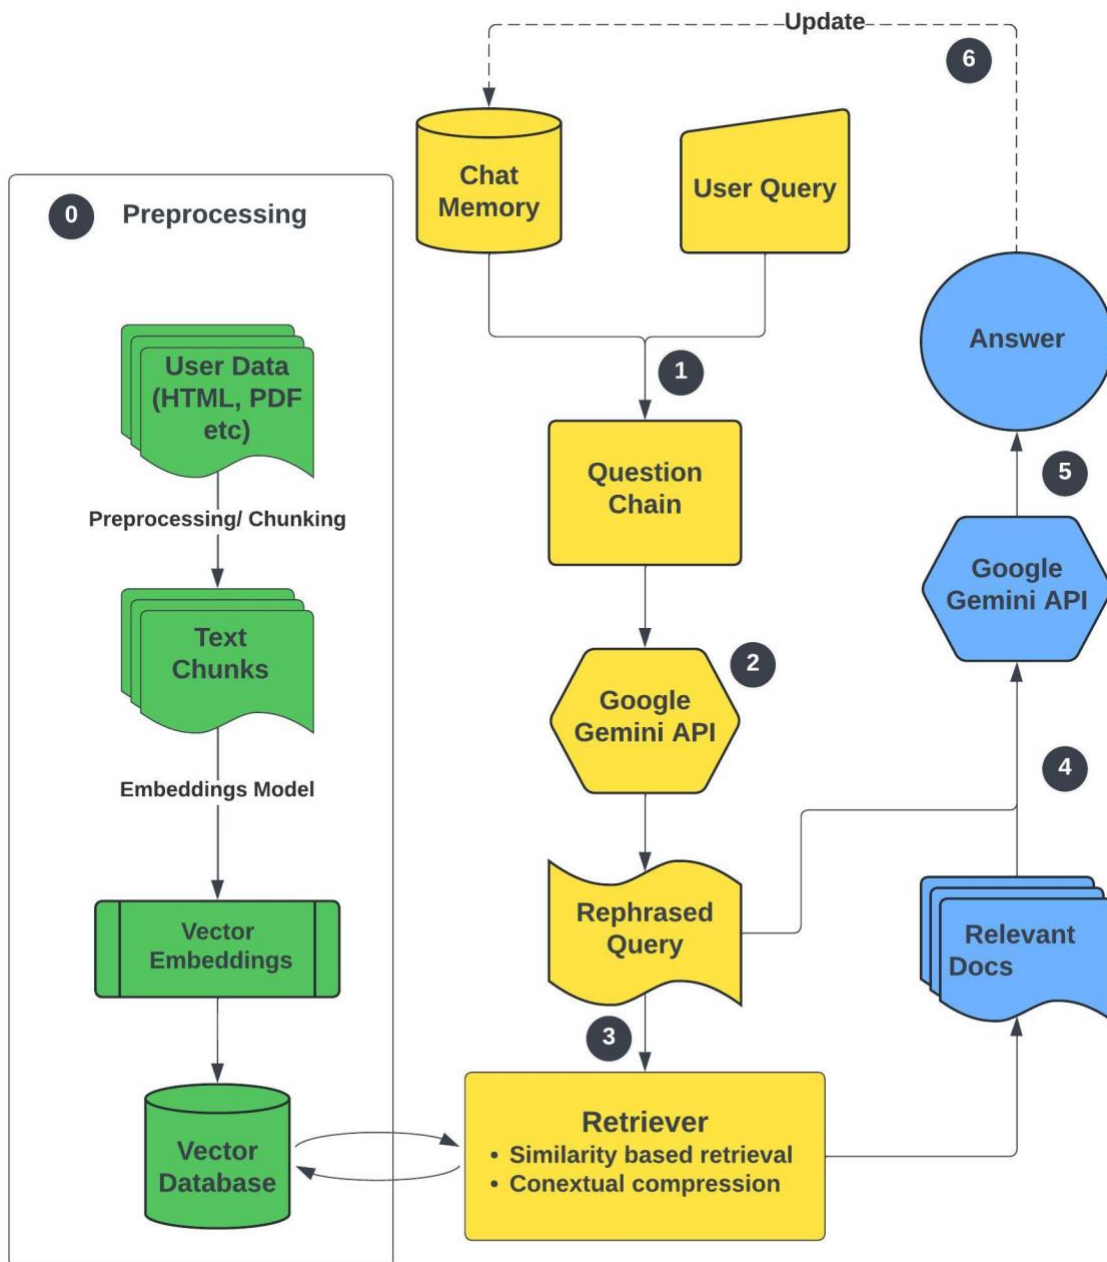 Update
6
Chat
Memory
User Query
0 Preprocessing
User Data
(HTML, PDF
etc)
Preprocessing/ Chunking
Text
Chunks
Embeddings Model
Vector
Embeddings
Vector
Database
1
Question
Chain
2
Google
Gemini API
Rephrased
Query
3
Retriever
• Similarity based retrieval
• Conextual compression
Relevant
Docs
4
Google
Gemini API
5
Answer